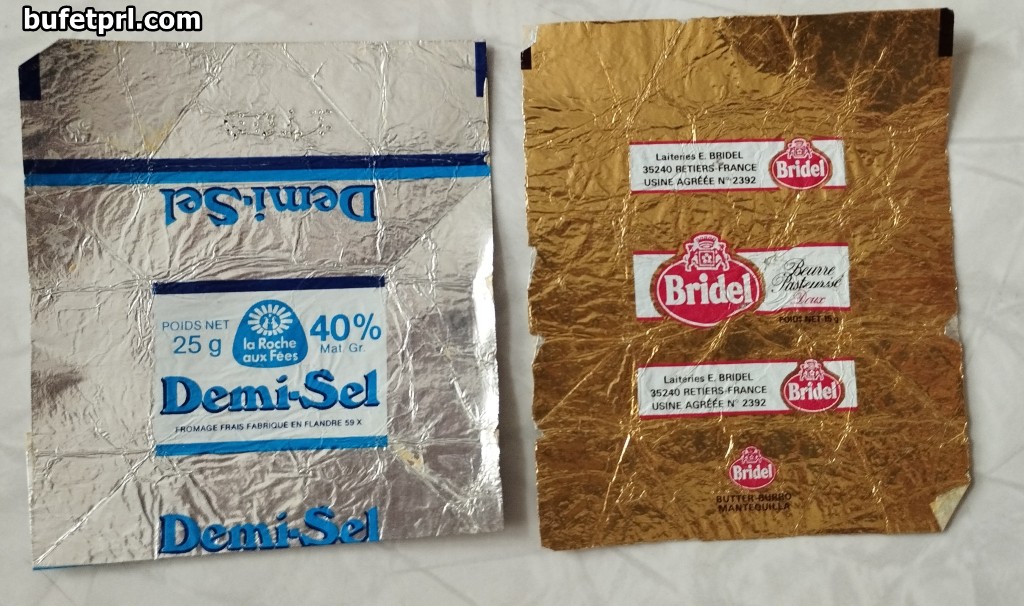 bufetprl.com
Demi-Sel
POIDS NET
25 g
la Roche
aux Fées
40%
Mat. Gr.
Demi-Sel
FROMAGE FRAIS FABRIQUÉ EN FLANDRE 59 X
Demi-Sel
Laiteries E. BRIDEL
35240 RETIERS-FRANCE
USINE AGRÉÉE N° 2392
Bridel
Bridel
Beurre
Pasteurisé
Doux
POIDS NET 15 g
Laiteries E. BRIDEL
35240 RETIERS-FRANCE
USINE AGRÉÉE N° 2392
Bridel
Bridel
BUTTER-BURRO
MANTEQUILLA